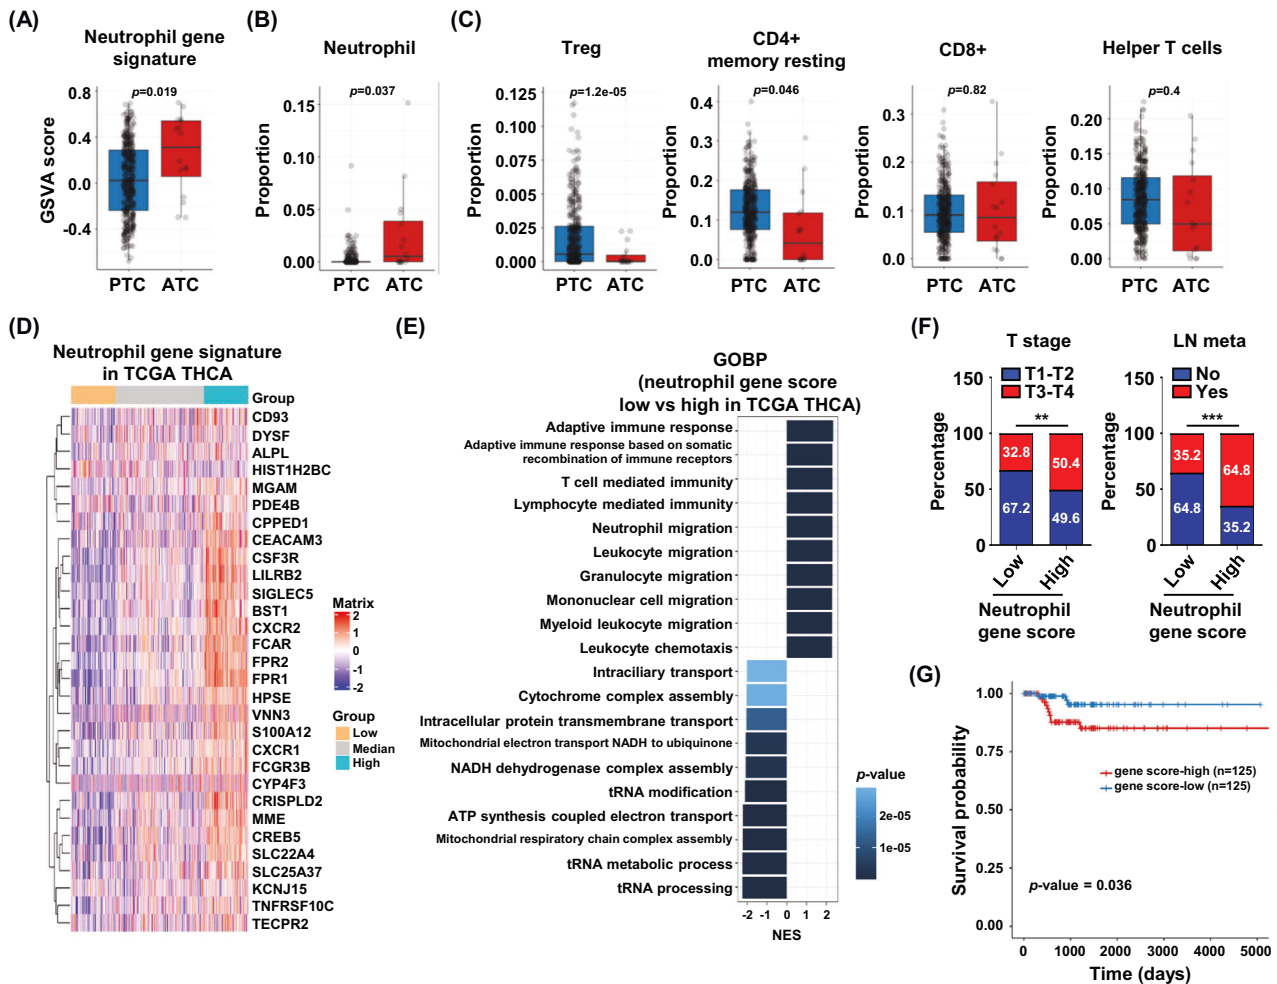 (A)
Neutrophil gene
signature
p=0.019
GSVA score
0.8
0.4
0.0
-0.4
PTC
ATC
(B)
Neutrophil
p=0.037
Proportion
0.15
0.10
0.05
0.00
PTC
ATC
(C)
Treg
p=1.2e-05
Proportion
0.125
0.100
0.075
0.050
0.025
0.000
PTC
ATC
CD4+
memory resting
p=0.046
Proportion
0.4
0.3
0.2
0.1
0.0
PTC
ATC
CD8+
p=0.82
Proportion
0.3
0.2
0.1
0.0
PTC
ATC
Helper T cells
p=0.4
Proportion
0.20
0.15
0.10
0.05
0.00
PTC
ATC
(D)
Neutrophil gene signature
in TCGA THCA
Group
CD93
DYSF
ALPL
HIST1H2BC
MGAM
PDE4B
CPPED1
CEACAM3
CSF3R
LILRB2
SIGLEC5
BST1
CXCR2
FCAR
FPR2
FPR1
HPSE
VNN3
S100A12
CXCR1
FCGR3B
CYP4F3
CRISPLD2
MME
CREB5
SLC22A4
SLC25A37
KCNJ15
TNFRSF10C
TECPR2
Matrix
2
1
0
-1
-2
Group
Low
Median
High
(E)
GOBP
(neutrophil gene score
low vs high in TCGA THCA)
Adaptive immune response
Adaptive immune response based on somatic
recombination of immune receptors
T cell mediated immunity
Lymphocyte mediated immunity
Neutrophil migration
Leukocyte migration
Granulocyte migration
Mononuclear cell migration
Myeloid leukocyte migration
Leukocyte chemotaxis
Intraciliary transport
Cytochrome complex assembly
Intracellular protein transmembrane transport
Mitochondrial electron transport NADH to ubiquinone
NADH dehydrogenase complex assembly
tRNA modification
ATP synthesis coupled electron transport
Mitochondrial respiratory chain complex assembly
tRNA metabolic process
tRNA processing
-2 -1 0 1 2
NES
p-value
2e-05
1e-05
(F)
T stage
T1-T2
T3-T4
Percentage
150
100
50
0
**
32.8
67.2
50.4
49.6
Low
High
Neutrophil
gene score
LN meta
No
Yes
Percentage
150
100
50
0
***
35.2
64.8
64.8
35.2
Low
High
Neutrophil
gene score
(G)
Survival probability
1.00
0.75
0.50
0.25
0.00
gene score-high (n=125)
gene score-low (n=125)
p-value = 0.036
0 1000 2000 3000 4000 5000
Time (days)